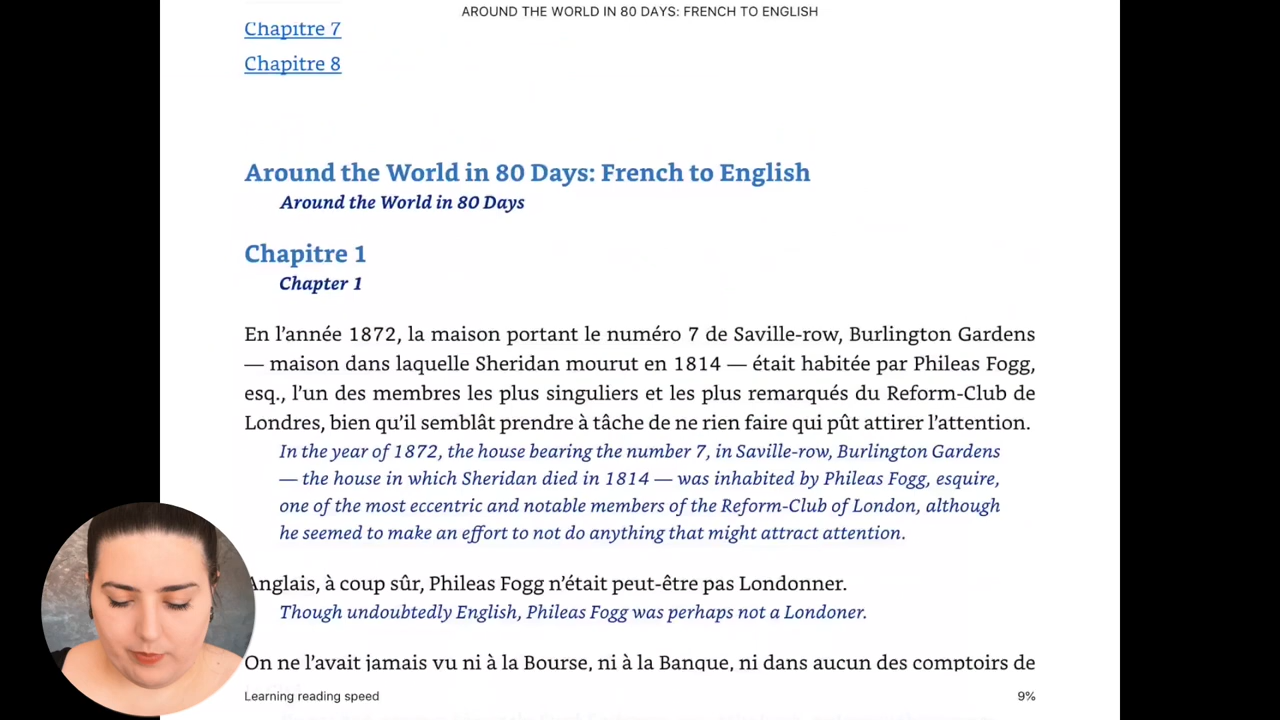 AROUND THE WORLD IN 80 DAYS: FRENCH TO ENGLISH
Chapitre 7
Chapitre 8
Around the World in 80 Days: French to English
Around the World in 80 Days
Chapitre 1
Chapter 1
En l’année 1872, la maison portant le numéro 7 de Saville-row, Burlington Gardens
— maison dans laquelle Sheridan mourut en 1814 — était habitée par Phileas Fogg,
esq., l’un des membres les plus singuliers et les plus remarqués du Reform-Club de
Londres, bien qu’il semblât prendre à tâche de ne rien faire qui pût attirer l’attention.
In the year of 1872, the house bearing the number 7, in Saville-row, Burlington Gardens
— the house in which Sheridan died in 1814 — was inhabited by Phileas Fogg, esquire,
one of the most eccentric and notable members of the Reform-Club of London, although
he seemed to make an effort to not do anything that might attract attention.
Anglais, à coup sûr, Phileas Fogg n’était peut-être pas Londonner.
Though undoubtedly English, Phileas Fogg was perhaps not a Londoner.
On ne l’avait jamais vu ni à la Bourse, ni à la Banque, ni dans aucun des comptoirs de
Learning reading speed
9%